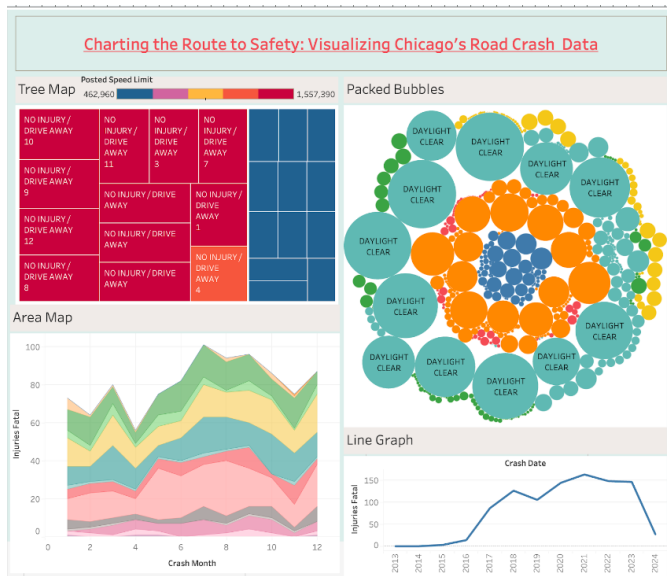 Charting the Route to Safety: Visualizing Chicago's Road Crash Data
Tree Map
Posted Speed Limit
462,960
1,557,390
NO INJURY /
DRIVE AWAY
10
NO INJURY /
DRIVE AWAY
9
NO INJURY /
DRIVE AWAY
12
NO INJURY /
DRIVE AWAY
8
NO
INJURY /
DRIVE
AWAY
11
NO
INJURY /
DRIVE
AWAY
3
NO
INJURY /
DRIVE
AWAY
7
NO INJURY / DRIVE
AWAY
NO INJURY / DRIVE
AWAY
NO INJURY / DRIVE
AWAY
NO
INJURY /
DRIVE
AWAY
1
NO
INJURY /
DRIVE
AWAY
4
Packed Bubbles
DAYLIGHT
CLEAR
DAYLIGHT
CLEAR
DAYLIGHT
CLEAR
DAYLIGHT
CLEAR
DAYLIGHT
CLEAR
DAYLIGHT
CLEAR
DAYLIGHT
CLEAR
DAYLIGHT
CLEAR
DAYLIGHT
CLEAR
DAYLIGHT
CLEAR
DAYLIGHT
CLEAR
DAYLIGHT
CLEAR
Area Map
Injuries Fatal
100
80
60
40
20
0
0
2
4
6
8
10
12
Crash Month
Line Graph
Crash Date
Injuries Fatal
150
100
50
0
2013
2014
2015
2016
2017
2018
2019
2020
2021
2022
2023
2024